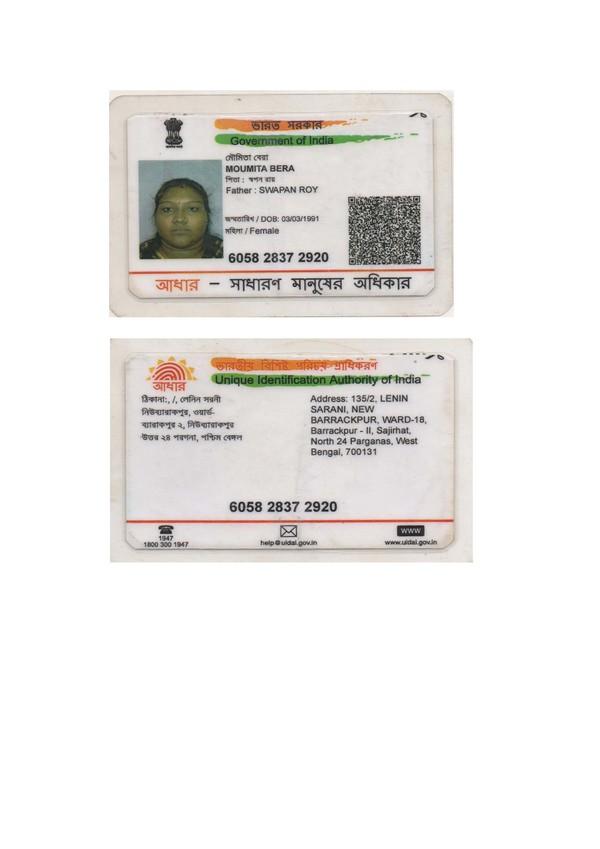 ভারত সরকার
Government of India
মৌমিতা বেরা
MOUMITA BERA
পিতা : স্বপন রায়
Father : SWAPAN ROY
জন্মতারিখ / DOB: 03/03/1991
মহিলা / Female
6058 2837 2920
আধার – সাধারণ মানুষের অধিকার
ভারতীয় বিশিষ্ট পরিচয় প্রাধিকরণ
Unique Identification Authority of India
আধার
ঠিকানা:, /, লেনিন সরনী
নিউব্যারাকপুর, ওয়ার্ড-
ব্যারাকপুর ২, নিউব্যারাকপুর
উত্তর ২৪ পরগনা, পশ্চিম বেঙ্গল
Address: 135/2, LENIN
SARANI, NEW
BARRACKPUR, WARD-18,
Barrackpur - II, Sajirhat,
North 24 Parganas, West
Bengal, 700131
6058 2837 2920
1947
1800 300 1947
help@uidai.gov.in
www
www.uidai.gov.in